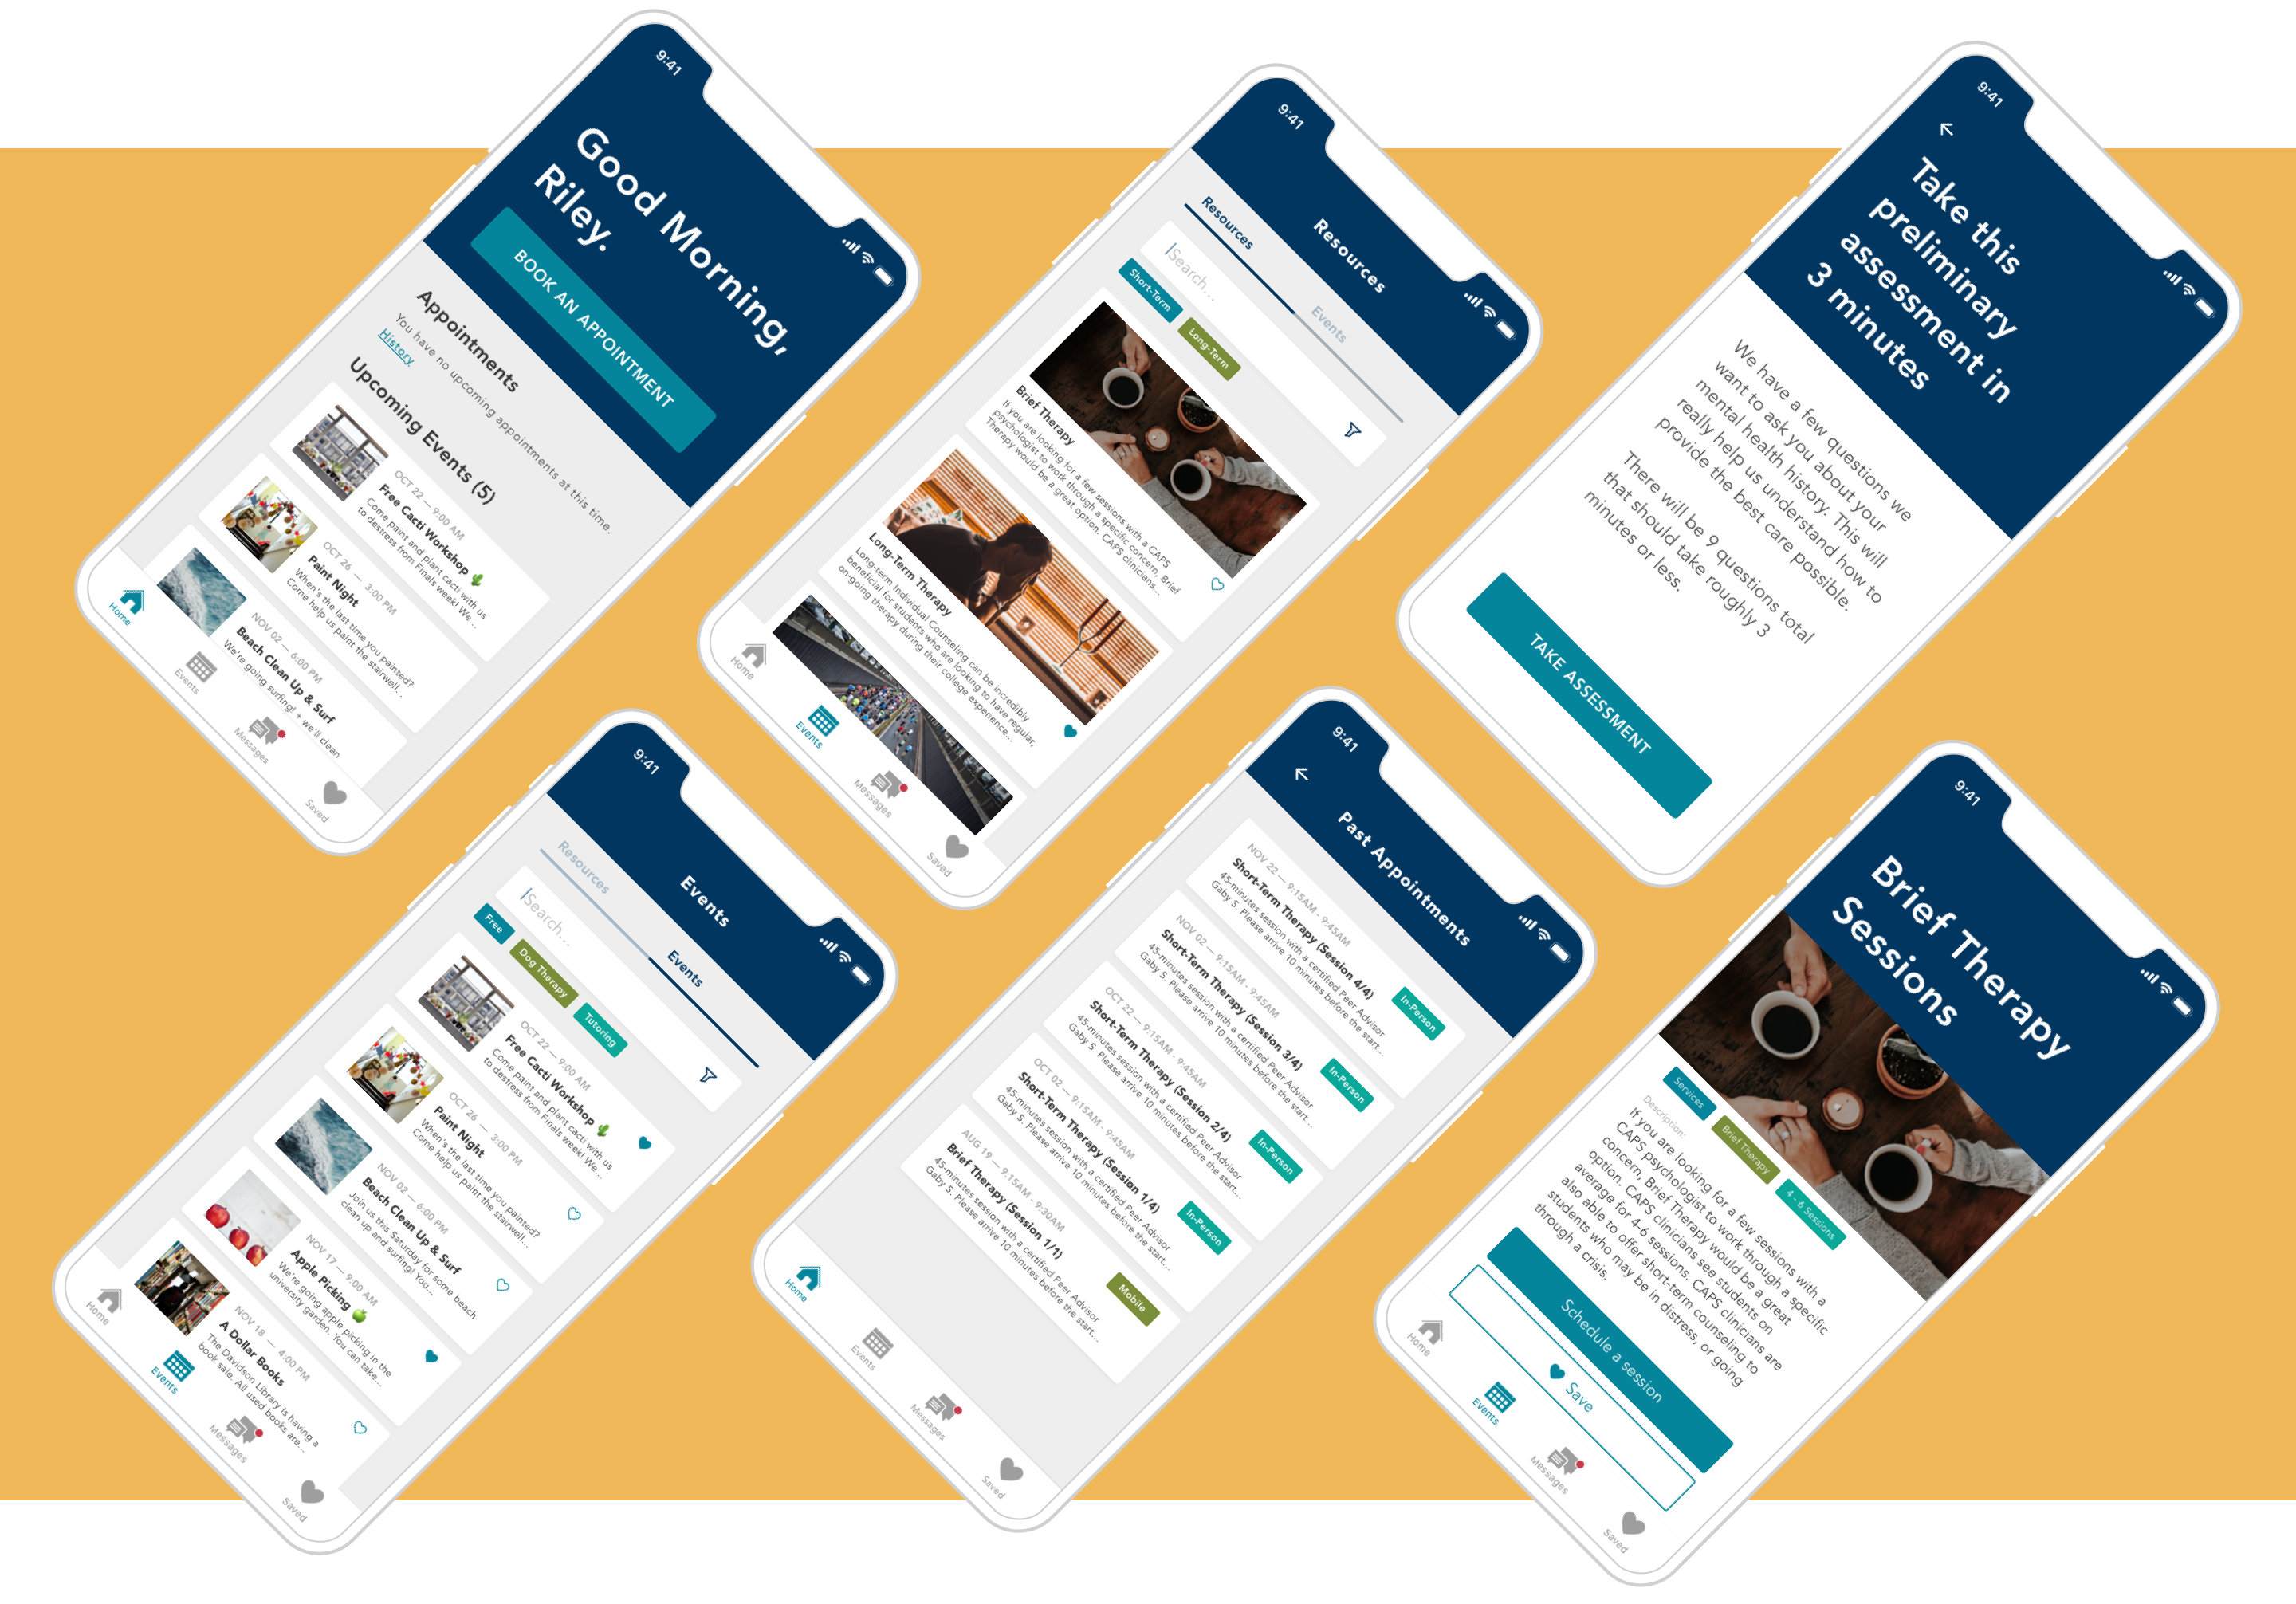 9:41
Good Morning,
Riley.
BOOK AN APPOINTMENT
Appointments
You have no upcoming appointments at this time.
History
Upcoming Events (5)
OCT 22 — 9:00 AM
Free Cacti Workshop 🌵
Come paint and plant cacti with us
to destress from Finals week! We...
OCT 26 — 3:00 PM
Paint Night
When's the last time you painted?
Come help us paint the stairwell...
NOV 02 — 6:00 PM
Beach Clean Up & Surf
We're going surfing! + we'll clean
Home
Events
Messages
Saved
9:41
Resources
Resources
Events
Search...
Short-Term
Long-Term
Brief Therapy
If you are looking for a few sessions with a CAPS
psychologist to work through a specific concern, Brief
Therapy would be a great option. CAPS clinicians...
Long-Term Therapy
Long-term Individual Counseling can be incredibly
beneficial for students who are looking to have regular,
on-going therapy during their college experience...
Home
Events
Messages
Saved
9:41
Take this
preliminary
assessment in
3 minutes
We have a few questions we
want to ask you about your
mental health history. This will
really help us understand how to
provide the best care possible.
There will be 9 questions total
that should take roughly 3
minutes or less.
TAKE ASSESSMENT
9:41
Events
Resources
Events
Search...
Free
Dog Therapy
Tutoring
OCT 22 — 9:00 AM
Free Cacti Workshop 🌵
Come paint and plant cacti with us
to destress from Finals week! We...
OCT 26 — 3:00 PM
Paint Night
When's the last time you painted?
Come help us paint the stairwell...
NOV 02 — 6:00 PM
Beach Clean Up & Surf
Join us this Saturday for some beach
clean up and surfing! You...
NOV 17 — 9:00 AM
Apple Picking 🍏
We're going apple picking in the
university garden. You can take...
NOV 18 — 4:00 PM
A Dollar Books
The Davidson Library is having a
book sale. All used books are...
Home
Events
Messages
Saved
9:41
Past Appointments
NOV 22 — 9:15AM - 9:45AM
Short-Term Therapy (Session 4/4)
45-minutes session with a certified Peer Advisor
Gaby S. Please arrive 10 minutes before the start...
In-Person
NOV 02 — 9:15AM - 9:45AM
Short-Term Therapy (Session 3/4)
45-minutes session with a certified Peer Advisor
Gaby S. Please arrive 10 minutes before the start...
In-Person
OCT 22 — 9:15AM - 9:45AM
Short-Term Therapy (Session 2/4)
45-minutes session with a certified Peer Advisor
Gaby S. Please arrive 10 minutes before the start...
In-Person
OCT 02 — 9:15AM - 9:45AM
Short-Term Therapy (Session 1/4)
45-minutes session with a certified Peer Advisor
Gaby S. Please arrive 10 minutes before the start...
In-Person
AUG 19 — 9:15AM - 9:30AM
Brief Therapy (Session 1/1)
45-minutes session with a certified Peer Advisor
Gaby S. Please arrive 10 minutes before the start...
Mobile
Home
Events
Messages
Saved
9:41
Brief Therapy
Sessions
Services
Brief Therapy
4 - 6 Sessions
Description:
If you are looking for a few sessions with a
CAPS psychologist to work through a specific
concern, Brief Therapy would be a great
option. CAPS clinicians see students on
average for 4-6 sessions. CAPS clinicians are
also able to offer short-term counseling to
students who may be in distress, or going
through a crisis.
Schedule a session
Save
Home
Events
Messages
Saved